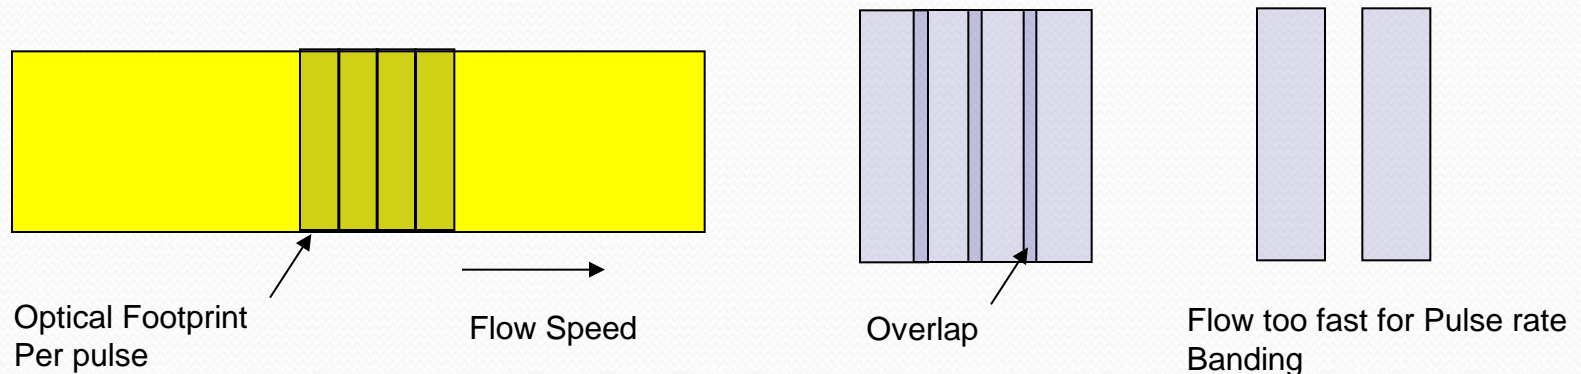 Optical Footprint
Per pulse
Flow Speed
Overlap
Flow too fast for Pulse rate
Banding